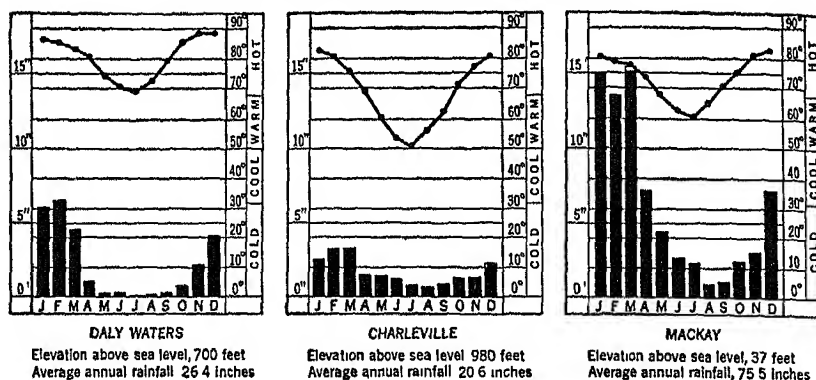 90°
80°
70°
60°
50°
40°
30°
20°
10°
0°
HOT
WARM
COOL
COLD
15"
10"
5"
0'
J F M A M J J A S O N D
DALY WATERS
Elevation above sea level, 700 feet
Average annual rainfall 26 4 inches
90°
80°
70°
60°
50°
40°
30°
20°
10°
0°
HOT
WARM
COOL
COLD
15"
10"
5"
0"
J F M A M J J A S O N D
CHARLEVILLE
Elevation above sea level 980 feet
Average annual rainfall 20 6 inches
90°
80°
70°
60°
50°
40°
30°
20°
10°
0°
HOT
WARM
COOL
COLD
15"
10"
5"
0"
J F M A M J J A S O N D
MACKAY
Elevation above sea level, 37 feet
Average annual rainfall, 75 5 inches